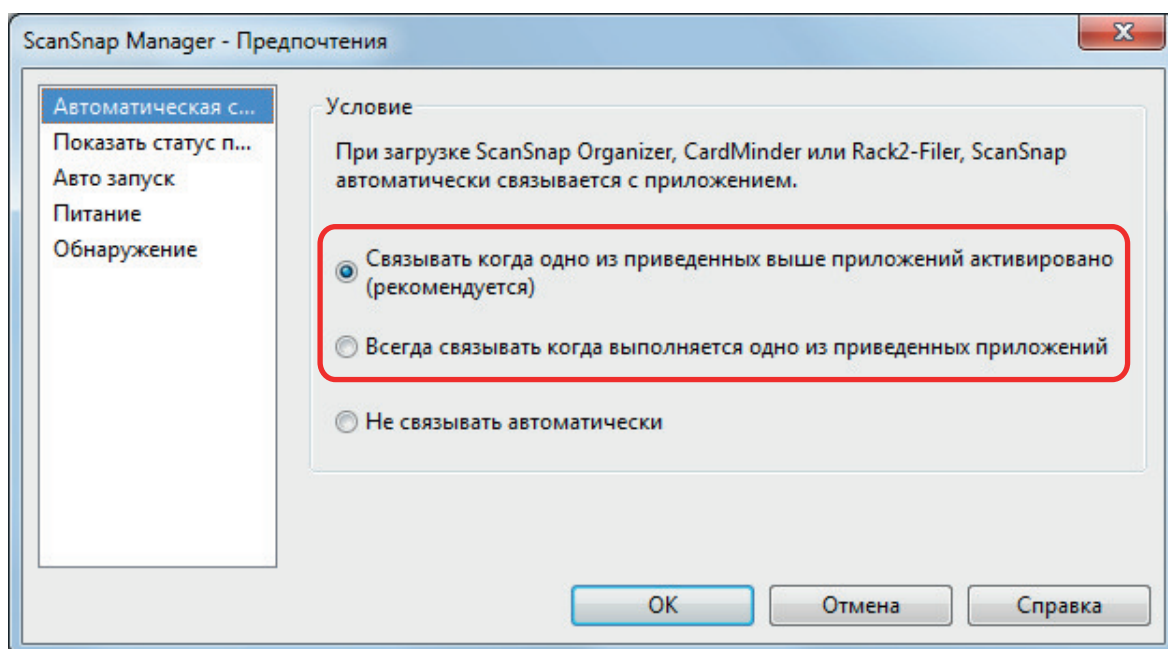 ScanSnap Manager - Предпочтения
Автоматическая с...
Показать статус п...
Авто запуск
Питание
Обнаружение
Условие
При загрузке ScanSnap Organizer, CardMinder или Rack2-Filer, ScanSnap
автоматически связывается с приложением.
Связывать когда одно из приведенных выше приложений активировано
(рекомендуется)
Всегда связывать когда выполняется одно из приведенных приложений
Не связывать автоматически
OK
Отмена
Справка